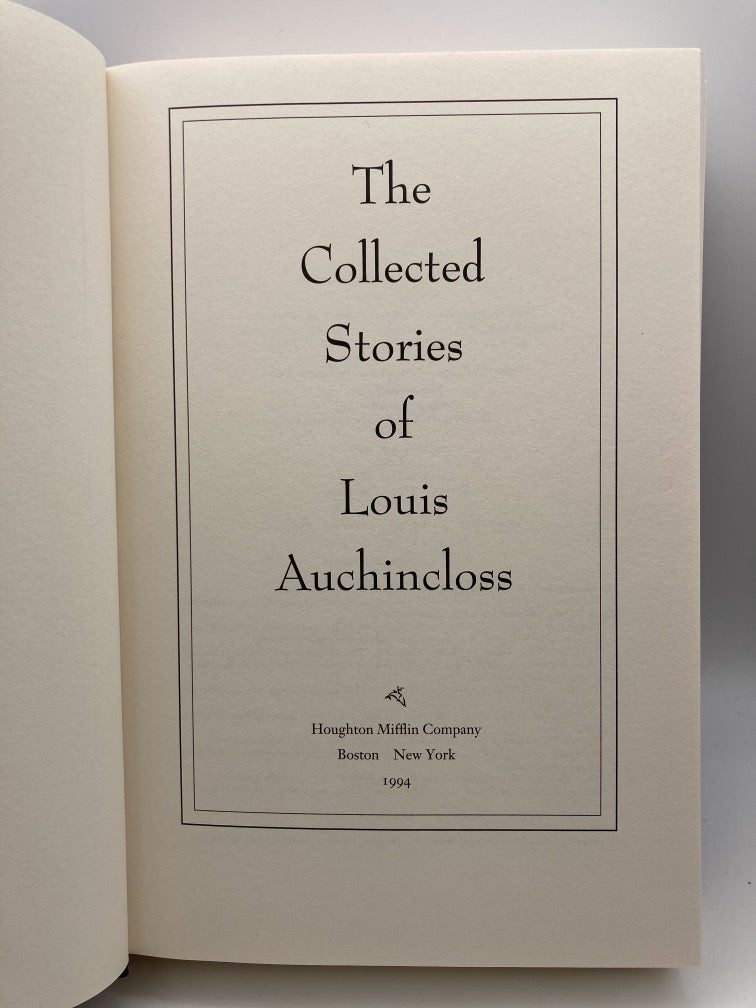 The
Collected
Stories
of
Louis
Auchincloss
Houghton Mifflin Company
Boston New York
1994